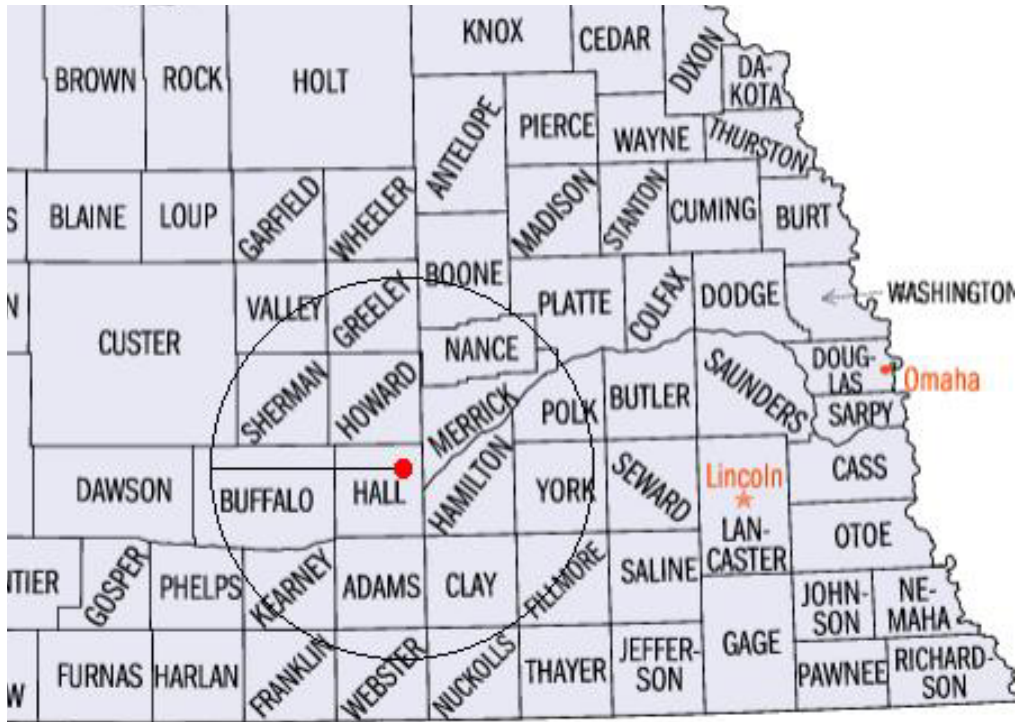 KNOX
CEDAR
DIXON
DA-
KOTA
BROWN
ROCK
HOLT
ANTELOPE
PIERCE
WAYNE
THURSTON
S
BLAINE
LOUP
GARFIELD
WHEELER
MADISON
STANTON
CUMING
BURT
N
CUSTER
VALLEY
GREELEY
BOONE
PLATTE
COLFAX
DODGE
WASHINGTON
SHERMAN
HOWARD
NANCE
MERRICK
POLK
BUTLER
SAUNDERS
DOUG-
LAS
Omaha
SARPY
DAWSON
BUFFALO
HALL
HAMILTON
YORK
SEWARD
Lincoln
LAN-
CASTER
CASS
OTOE
NTIER
GOSPER
PHELPS
KEARNEY
ADAMS
CLAY
FILLMORE
SALINE
JOHN-
SON
NE-
MAHA
W
FURNAS
HARLAN
FRANKLIN
WEBSTER
NUCKOLLS
THAYER
JEFFER-
SON
GAGE
PAWNEE
RICHARD-
SON